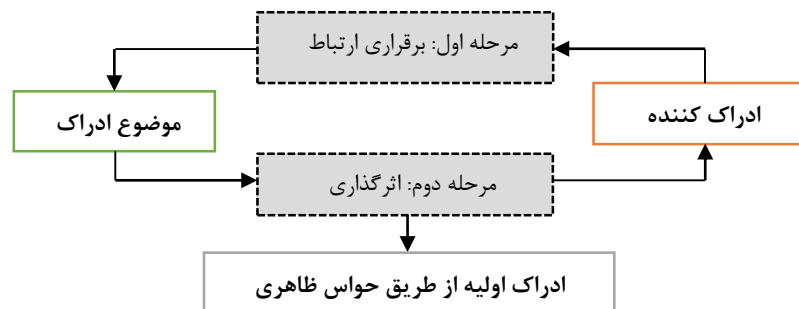 مرحله اول: برقراری ارتباط
ادراک کننده
موضوع ادراک
مرحله دوم: اثرگذاری
ادراک اولیه از طریق حواس ظاهری